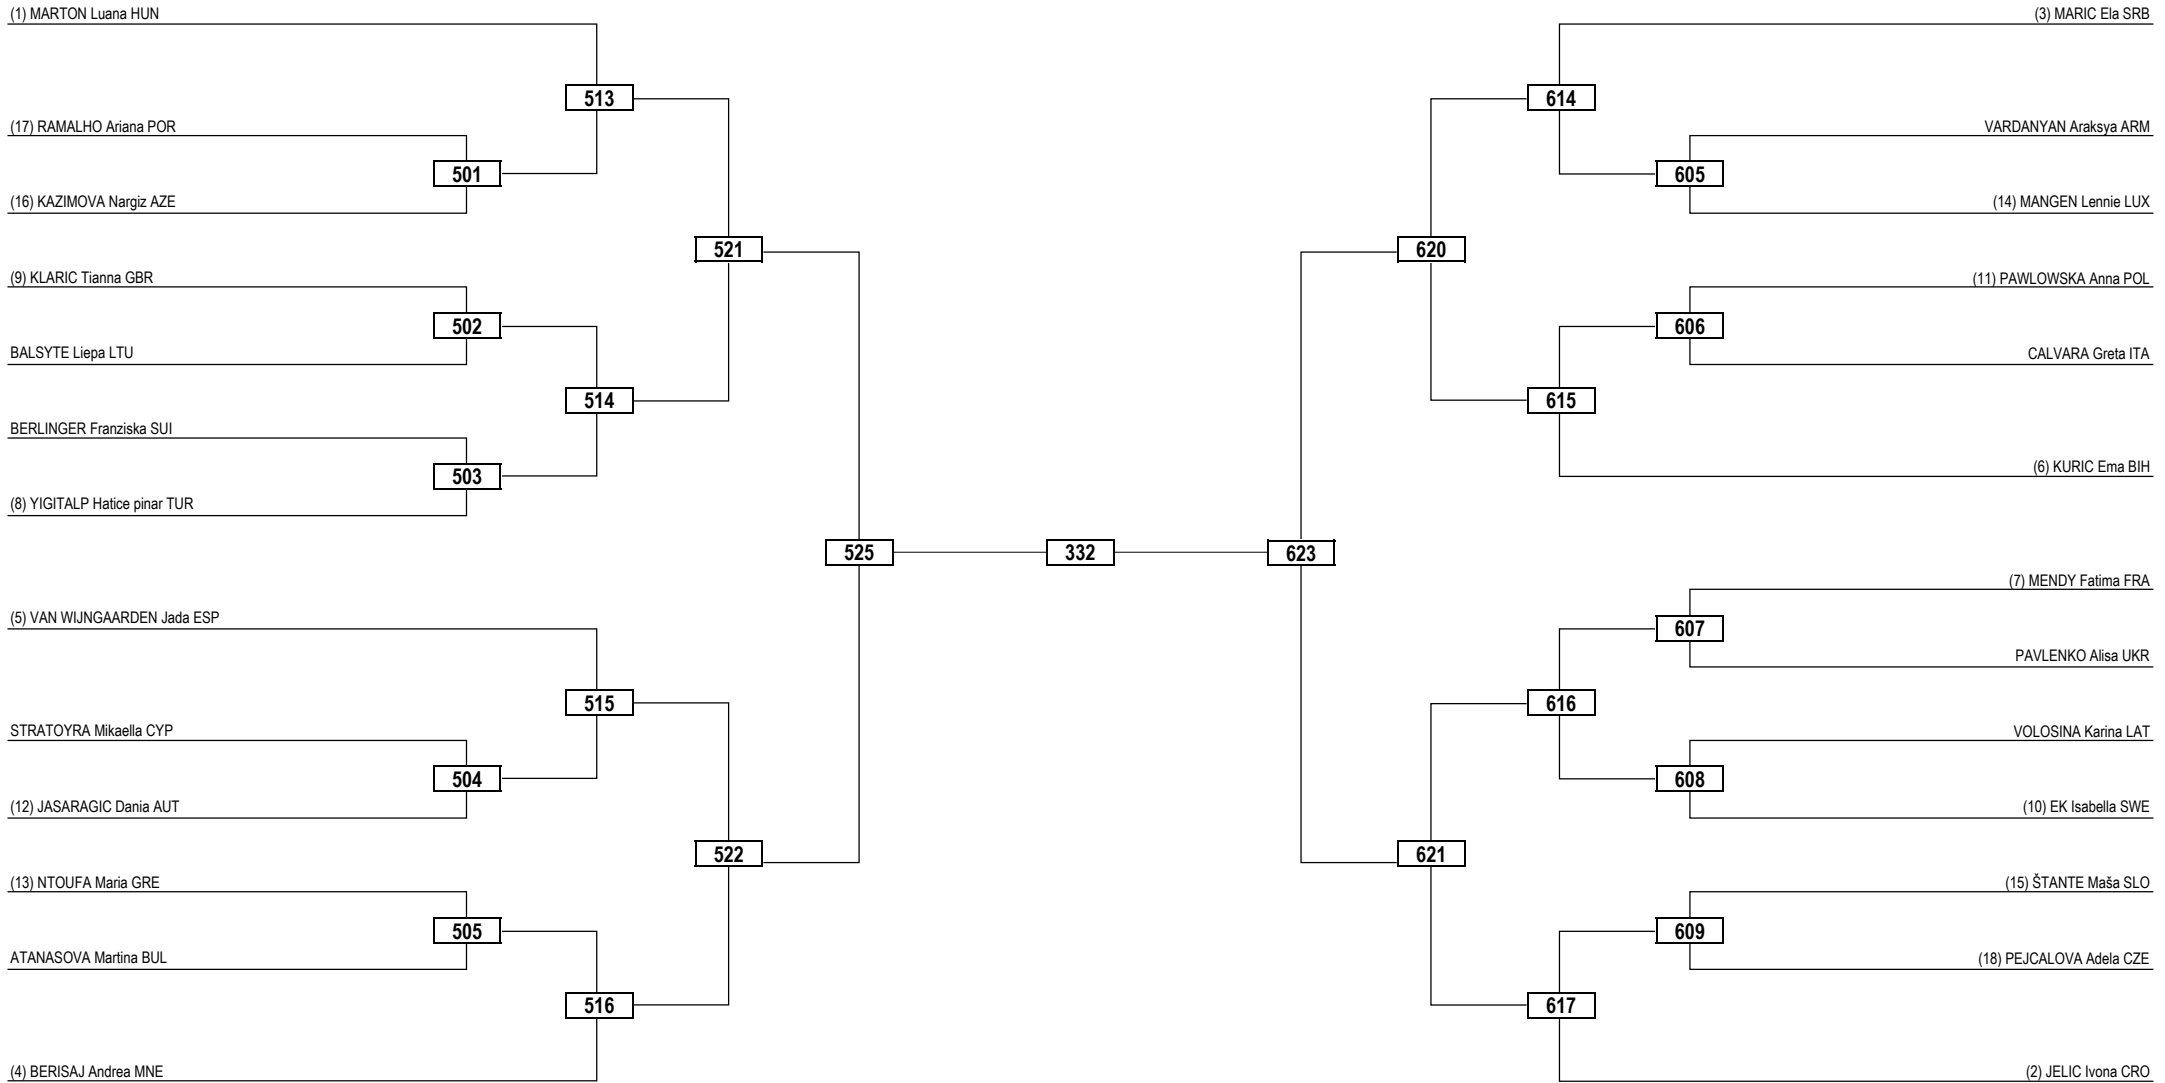 (1) MARTON Luana HUN
(3) MARIC Ela SRB
513
614
(17) RAMALHO Ariana POR
VARDANYAN Araksya ARM
501
605
(16) KAZIMOVA Nargiz AZE
(14) MANGEN Lennie LUX
521
620
(9) KLARIC Tianna GBR
(11) PAWLOWSKA Anna POL
502
606
BALSYTE Liepa LTU
CALVARA Greta ITA
514
615
BERLINGER Franziska SUI
(6) KURIC Ema BIH
503
(8) YIGITALP Hatice pinar TUR
525
332
623
(7) MENDY Fatima FRA
(5) VAN WIJNGAARDEN Jada ESP
607
PAVLENKO Alisa UKR
515
616
STRATOYRA Mikaella CYP
VOLOSINA Karina LAT
504
608
(12) JASARAGIC Dania AUT
(10) EK Isabella SWE
522
621
(13) NTOUFA Maria GRE
(15) ŠTANTE Maša SLO
505
609
ATANASOVA Martina BUL
(18) PEJCALOVA Adela CZE
516
617
(4) BERISAJ Andrea MNE
(2) JELIC Ivona CRO